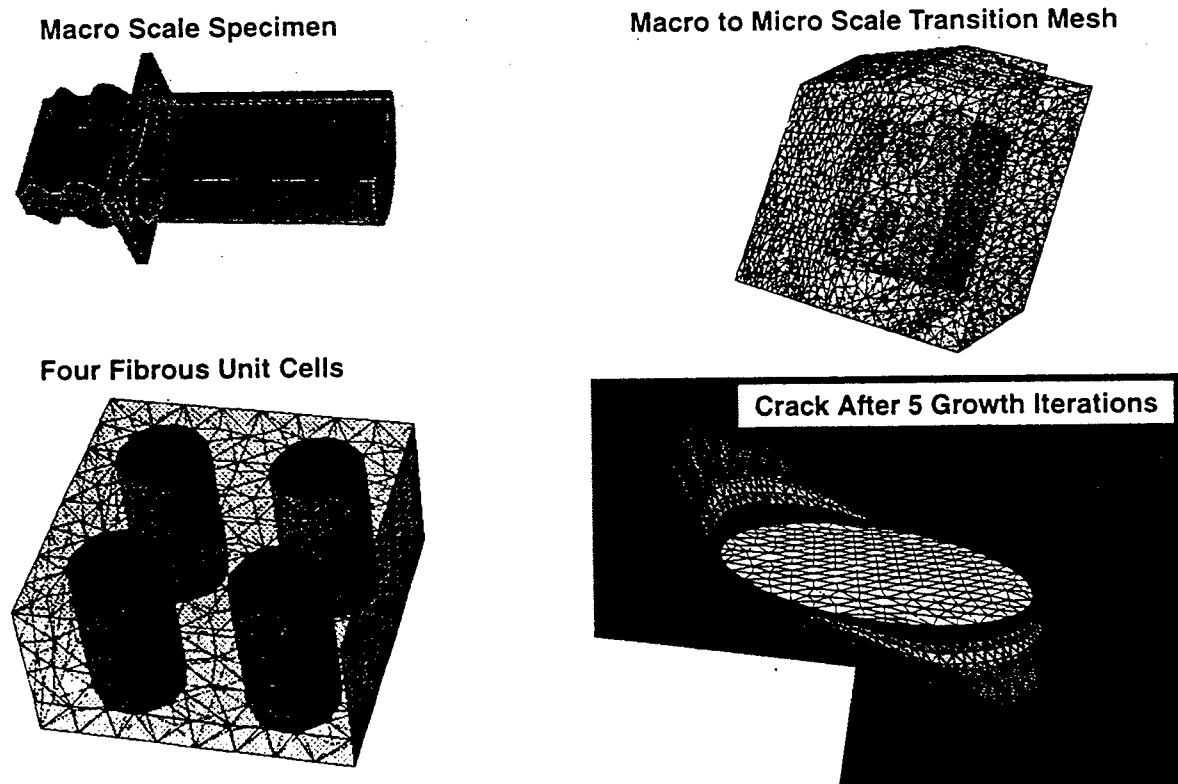 Macro Scale Specimen
Macro to Micro Scale Transition Mesh
Four Fibrous Unit Cells
Crack After 5 Growth Iterations